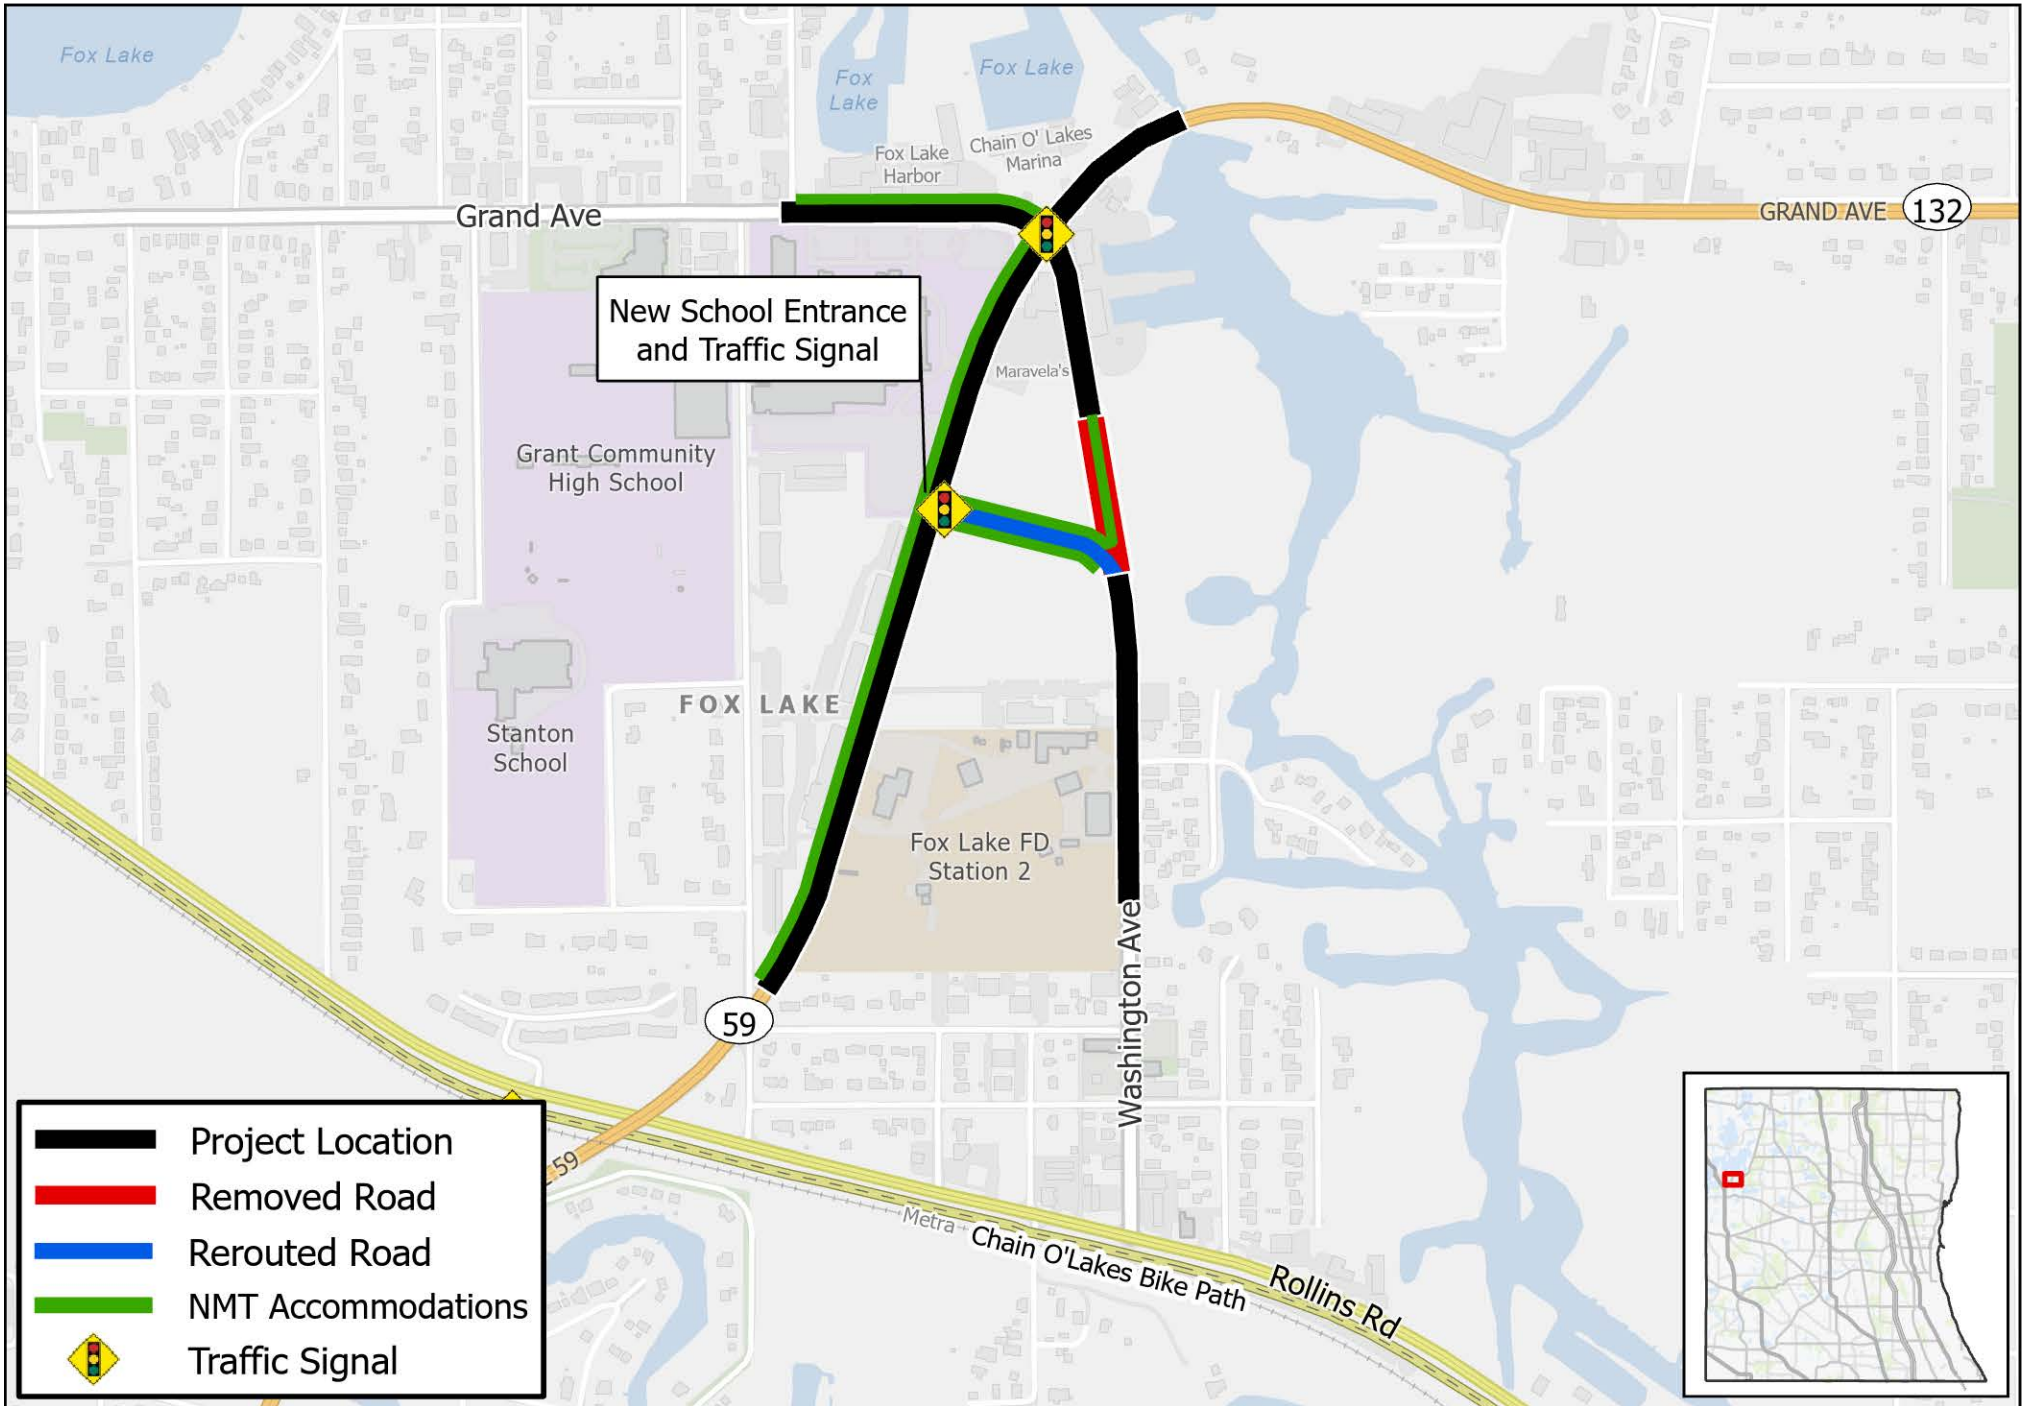 Fox Lake
Fox
Lake
Fox Lake
Fox Lake
Harbor
Chain O' Lakes
Marina
Grand Ave
GRAND AVE
132
New School Entrance
and Traffic Signal
Maravela's
Grant Community
High School
FOX LAKE
Stanton
School
Fox Lake FD
Station 2
Washington Ave
59
59
Metra
Chain O'Lakes Bike Path
Rollins Rd
Project Location
Removed Road
Rerouted Road
NMT Accommodations
Traffic Signal